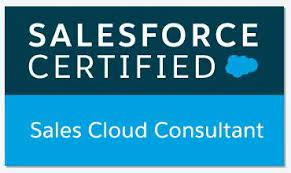 SALESFORCE
CERTIFIED
Sales Cloud Consultant